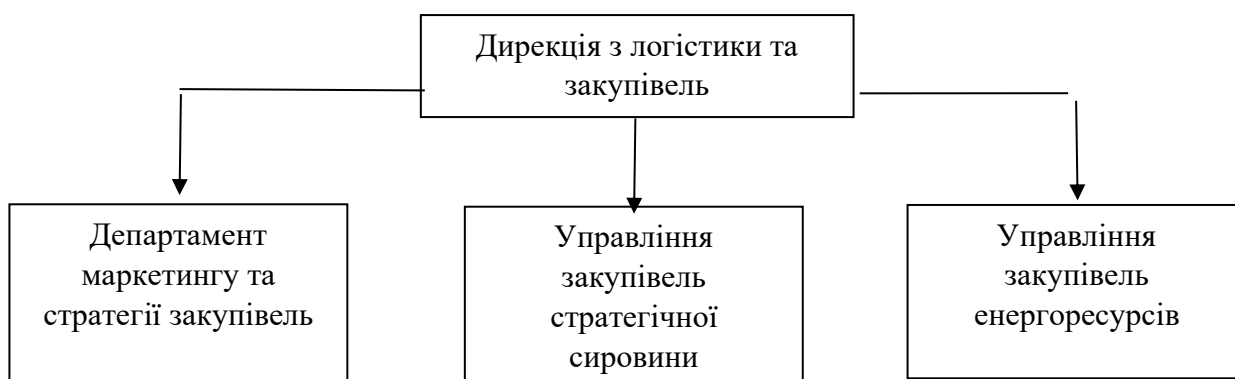 Дирекція з логістики та
закупівель
Департамент
маркетингу та
стратегії закупівель
Управління
закупівель
стратегічної
сировини
Управління
закупівель
енергоресурсів